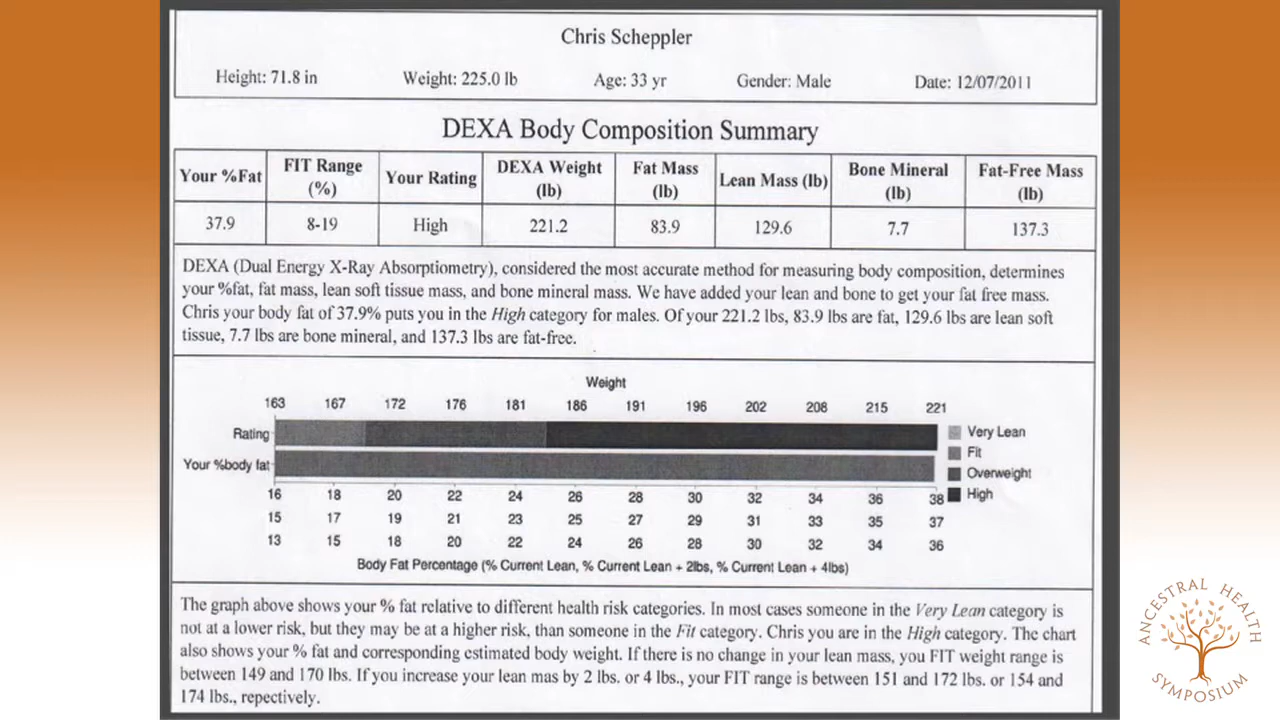 Chris Scheppler
Height: 71.8 in Weight: 225.0 lb Age: 33 yr Gender: Male Date: 12/07/2011
DEXA Body Composition Summary
Your %Fat FIT Range (%) Your Rating DEXA Weight (lb) Fat Mass (lb) Lean Mass (lb) Bone Mineral (lb) Fat-Free Mass (lb)
37.9 8-19 High 221.2 83.9 129.6 7.7 137.3
DEXA (Dual Energy X-Ray Absorptiometry), considered the most accurate method for measuring body composition, determines
your %fat, fat mass, lean soft tissue mass, and bone mineral mass. We have added your lean and bone to get your fat free mass.
Chris your body fat of 37.9% puts you in the High category for males. Of your 221.2 lbs, 83.9 lbs are fat, 129.6 lbs are lean soft
tissue, 7.7 lbs are bone mineral, and 137.3 lbs are fat-free.
Weight
163 167 172 176 181 186 191 196 202 208 215 221
Rating
Your %body fat
Very Lean
Fit
Overweight
High
16 18 20 22 24 26 28 30 32 34 36 38
15 17 19 21 23 25 27 29 31 33 35 37
13 15 18 20 22 24 26 28 30 32 34 36
Body Fat Percentage (% Current Lean, % Current Lean + 2lbs, % Current Lean + 4lbs)
The graph above shows your % fat relative to different health risk categories. In most cases someone in the Very Lean category is
not at a lower risk, but they may be at a higher risk, than someone in the Fit category. Chris you are in the High category. The chart
also shows your % fat and corresponding estimated body weight. If there is no change in your lean mass, you FIT weight range is
between 149 and 170 lbs. If you increase your lean mas by 2 lbs. or 4 lbs., your FIT range is between 151 and 172 lbs. or 154 and
174 lbs., repectively.
ANCESTRAL HEALTH
SYMPOSIUM